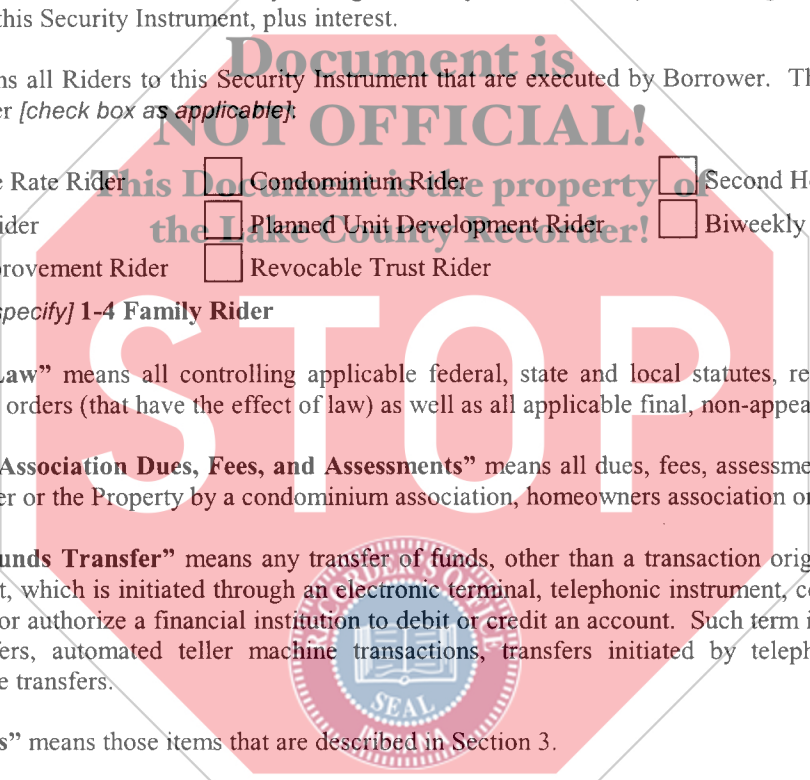 this Security Instrument, plus interest.
Document is
ns all Riders to this Security Instrument that are executed by Borrower. Th
er [check box as applicable]:
NOT OFFICIAL!
e Rate Rider Condominium Rider Second H
This Document is the property of
ider Planned Unit Development Rider Biweekly
the Lake County Recorder!
provement Rider Revocable Trust Rider
specify] 1-4 Family Rider
STOP
Law” means all controlling applicable federal, state and local statutes, re
orders (that have the effect of law) as well as all applicable final, non-appea
Association Dues, Fees, and Assessments” means all dues, fees, assessme
er or the Property by a condominium association, homeowners association or
unds Transfer” means any transfer of funds, other than a transaction orig
t, which is initiated through an electronic terminal, telephonic instrument, co
or authorize a financial institution to debit or credit an account. Such term i
fers, automated teller machine transactions, transfers initiated by teleph
e transfers.
RECORDER'S OFFICE
SEAL
INDIANA
s” means those items that are described in Section 3.